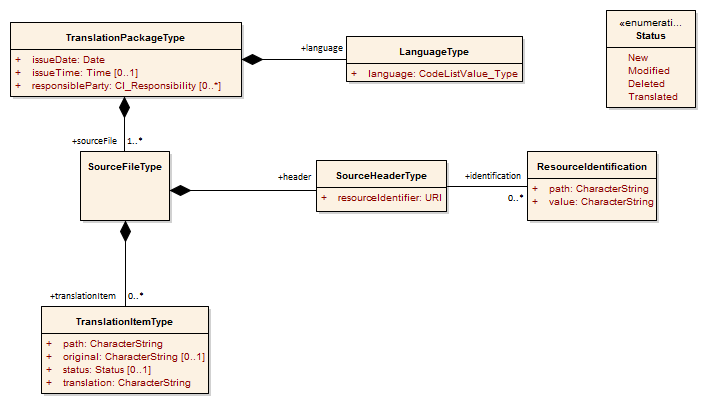 TranslationPackageType
+ issueDate: Date
+ issueTime: Time [0..1]
+ responsibleParty: CI_Responsibility [0..*]
+language
LanguageType
+ language: CodeListValue_Type
«enumerati...
Status
New
Modified
Deleted
Translated
+sourceFile 1..*
SourceFileType
+header
SourceHeaderType
+ resourceIdentifier: URI
+identification
0..*
ResourceIdentification
+ path: CharacterString
+ value: CharacterString
+translationItem 0..*
TranslationItemType
+ path: CharacterString
+ original: CharacterString [0..1]
+ status: Status [0..1]
+ translation: CharacterString